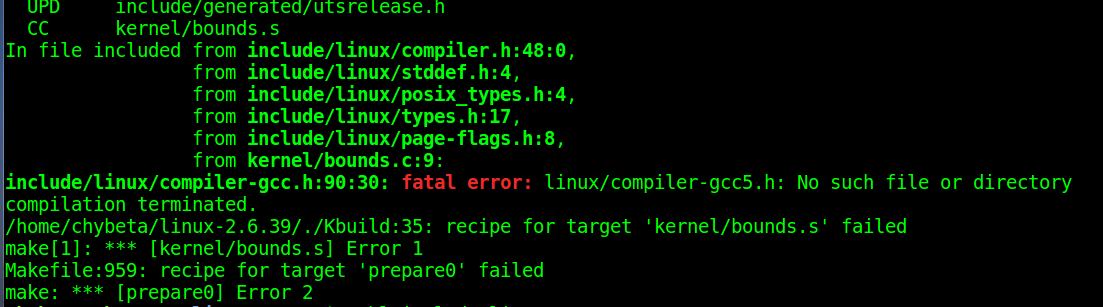 UPD     include/generated/utsrelease.h
CC      kernel/bounds.s
In file included from include/linux/compiler.h:48:0,
from include/linux/stddef.h:4,
from include/linux/posix_types.h:4,
from include/linux/types.h:17,
from include/linux/page-flags.h:8,
from kernel/bounds.c:9:
include/linux/compiler-gcc.h:90:30: fatal error: linux/compiler-gcc5.h: No such file or directory
compilation terminated.
/home/chybeta/linux-2.6.39/./Kbuild:35: recipe for target 'kernel/bounds.s' failed
make[1]: *** [kernel/bounds.s] Error 1
Makefile:959: recipe for target 'prepare0' failed
make: *** [prepare0] Error 2